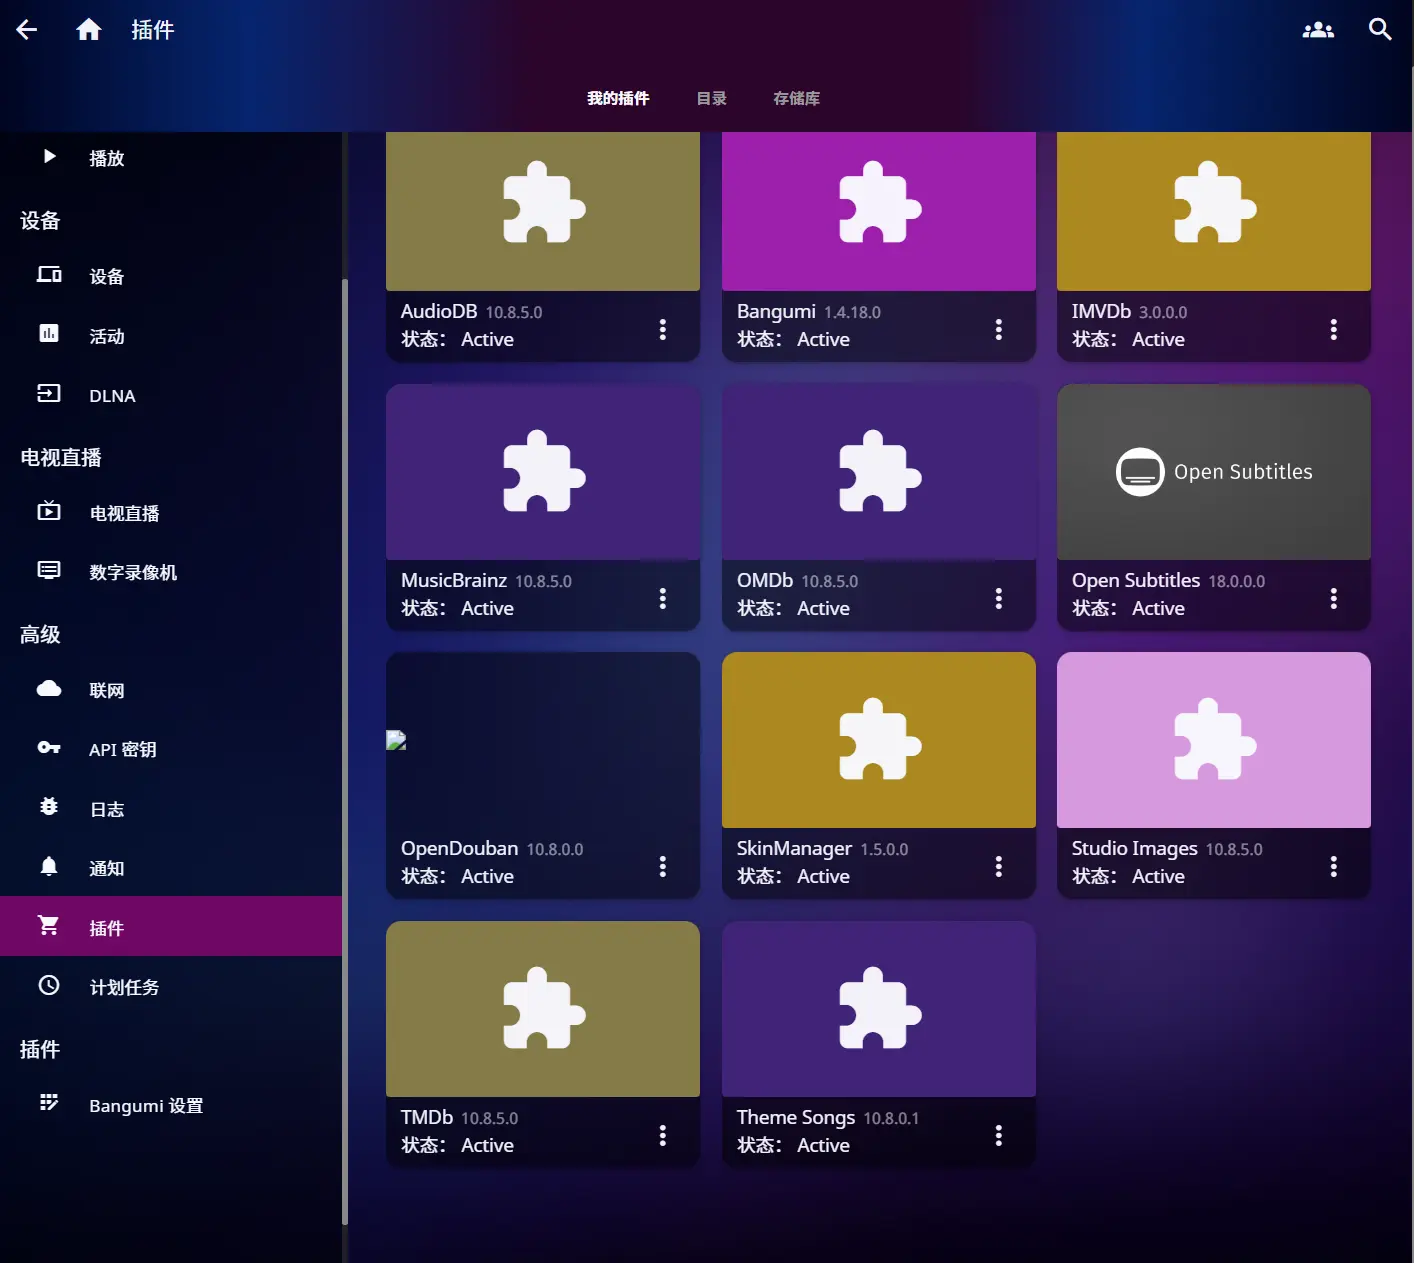 插件
我的插件
目录
存储库
播放
设备
设备
活动
DLNA
电视直播
电视直播
数字录像机
高级
联网
API 密钥
日志
通知
插件
计划任务
插件
Bangumi 设置
AudioDB 10.8.5.0
状态： Active
Bangumi 1.4.18.0
状态： Active
IMVDb 3.0.0.0
状态： Active
MusicBrainz 10.8.5.0
状态： Active
OMDb 10.8.5.0
状态： Active
Open Subtitles
Open Subtitles 18.0.0.0
状态： Active
OpenDouban 10.8.0.0
状态： Active
SkinManager 1.5.0.0
状态： Active
Studio Images 10.8.5.0
状态： Active
TMDb 10.8.5.0
状态： Active
Theme Songs 10.8.0.1
状态： Active